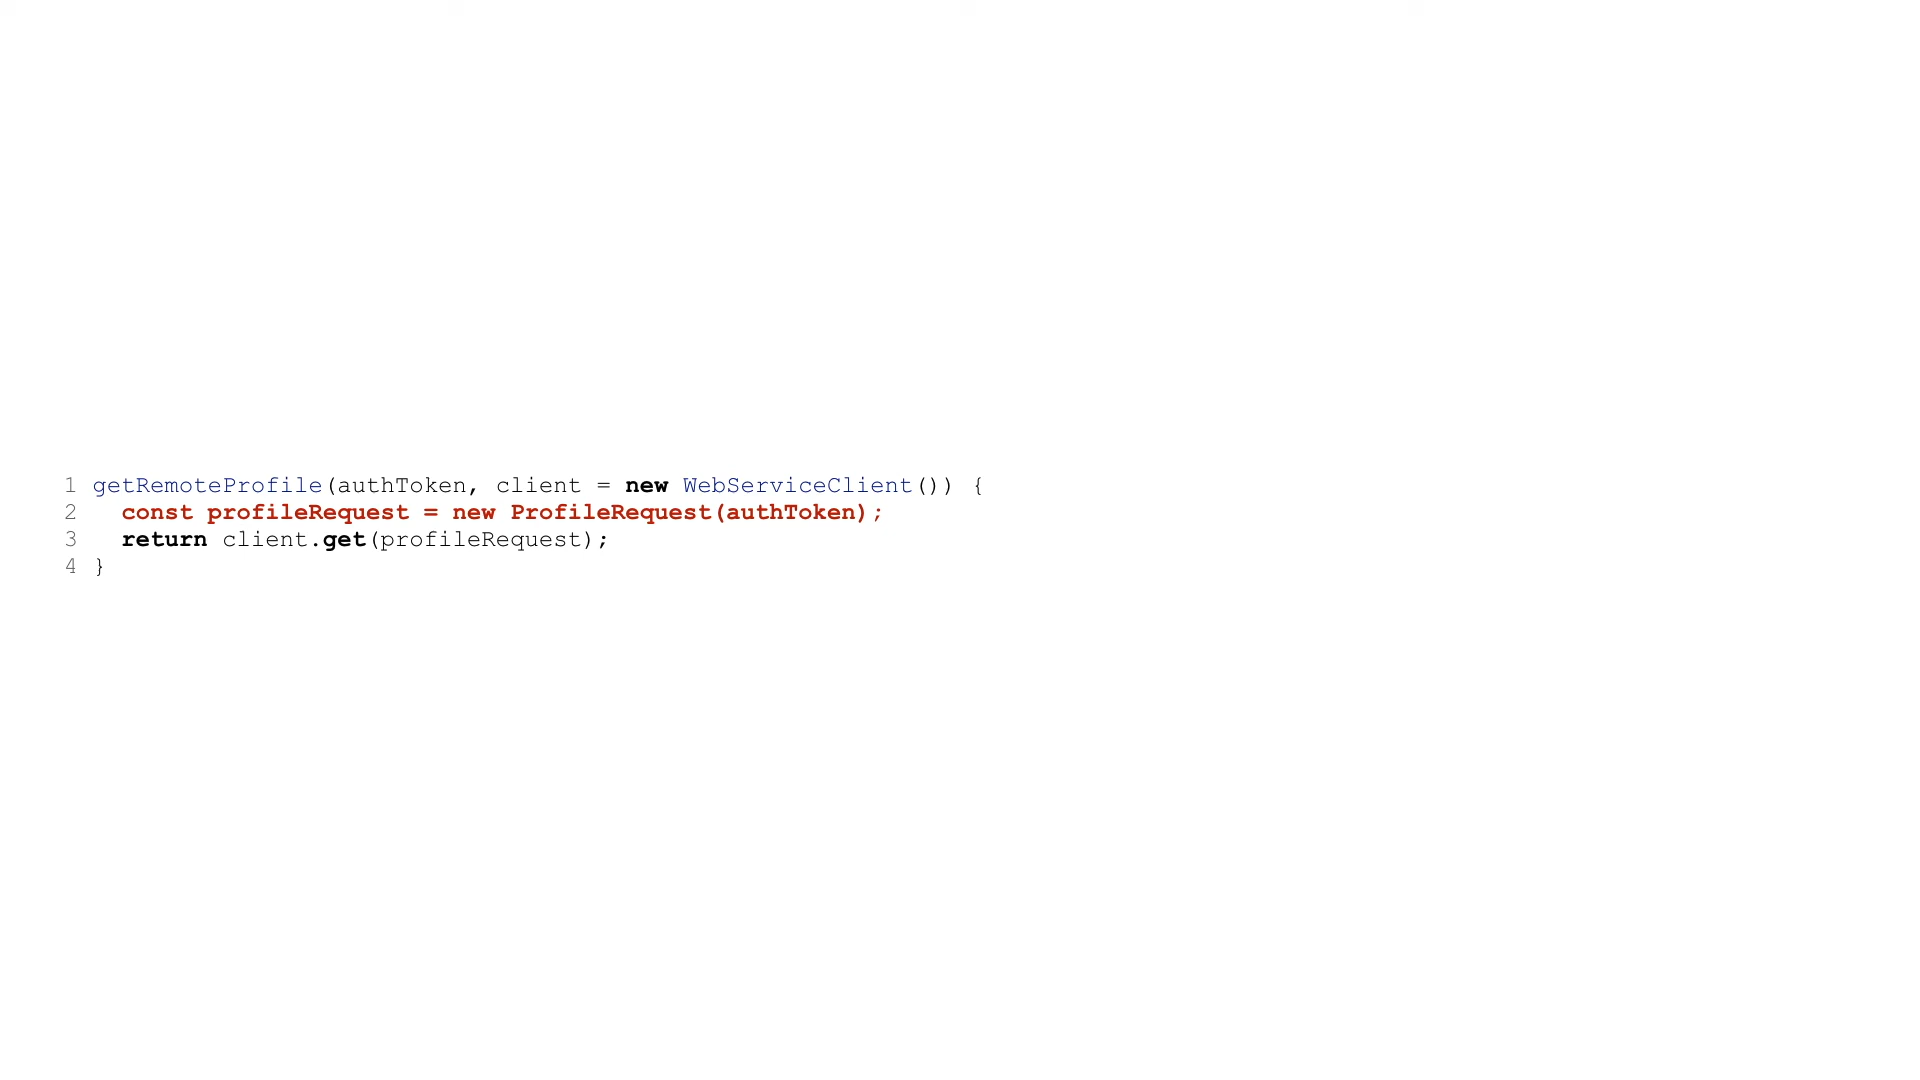 1 getRemoteProfile(authToken, client = new WebServiceClient()) {
2   const profileRequest = new ProfileRequest(authToken);
3   return client.get(profileRequest);
4 }